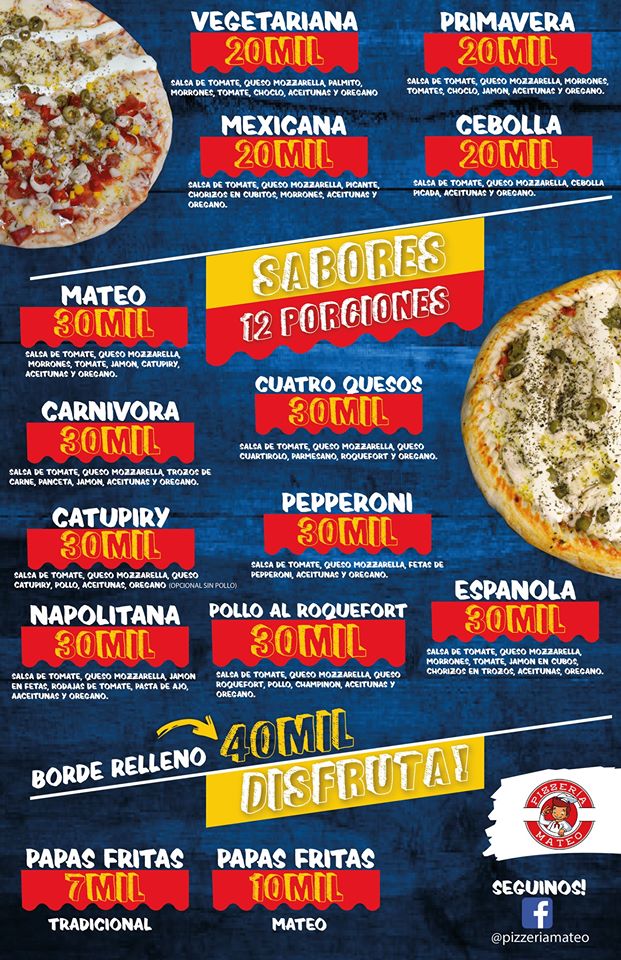 VEGETARIANA
20MIL
SALSA DE TOMATE, QUESO MOZZARELLA, PALMITO,
MORRONES, TOMATE, CHOCLO, ACEITUNAS Y OREGANO
PRIMAVERA
20MIL
SALSA DE TOMATE, QUESO MOZZARELLA, MORRONES,
TOMATES, CHOCLO, JAMON, ACEITUNAS Y OREGANO.
MEXICANA
20MIL
SALSA DE TOMATE, QUESO MOZZARELLA, PICANTE,
CHORIZOS EN CUBITOS, MORRONES, ACEITUNAS Y
OREGANO.
CEBOLLA
20MIL
SALSA DE TOMATE, QUESO MOZZARELLA, CEBOLLA
PICADA, ACEITUNAS Y OREGANO.
SABORES
12 PORCIONES
MATEO
30MIL
SALSA DE TOMATE, QUESO MOZZARELLA,
MORRONES, TOMATE, JAMON, CATUPIRY,
ACEITUNAS Y OREGANO.
CUATRO QUESOS
30MIL
SALSA DE TOMATE, QUESO MOZZARELLA, QUESO
CUARTIROLO, PARMESANO, ROQUEFORT Y OREGANO.
CARNIVORA
30MIL
SALSA DE TOMATE, QUESO MOZZARELLA, TROZOS DE
CARNE, PANCETA, JAMON, ACEITUNAS Y OREGANO.
PEPPERONI
30MIL
SALSA DE TOMATE, QUESO MOZZARELLA, FETAS DE
PEPPERONI, ACEITUNAS Y OREGANO.
CATUPIRY
30MIL
SALSA DE TOMATE, QUESO MOZZARELLA, QUESO
CATUPIRY, POLLO, ACEITUNAS, OREGANO (OPCIONAL SIN POLLO)
ESPANOLA
30MIL
SALSA DE TOMATE, QUESO MOZZARELLA,
MORRONES, TOMATE, JAMON EN CUBOS,
CHORIZOS EN TROZOS, ACEITUNAS, OREGANO.
NAPOLITANA
30MIL
SALSA DE TOMATE, QUESO MOZZARELLA, JAMON
EN FETAS, RODAJAS DE TOMATE, PASTA DE AJO,
AACEITUNAS Y OREGANO.
POLLO AL ROQUEFORT
30MIL
SALSA DE TOMATE, QUESO MOZZARELLA, QUESO
ROQUEFORT, POLLO, CHAMPINON, ACEITUNAS Y
OREGANO.
BORDE RELLENO
40MIL
DISFRUTA!
PIZZERIA
MATEO
PAPAS FRITAS
7MIL
TRADICIONAL
PAPAS FRITAS
10MIL
MATEO
SEGUINOS!
f
@pizzeriamateo